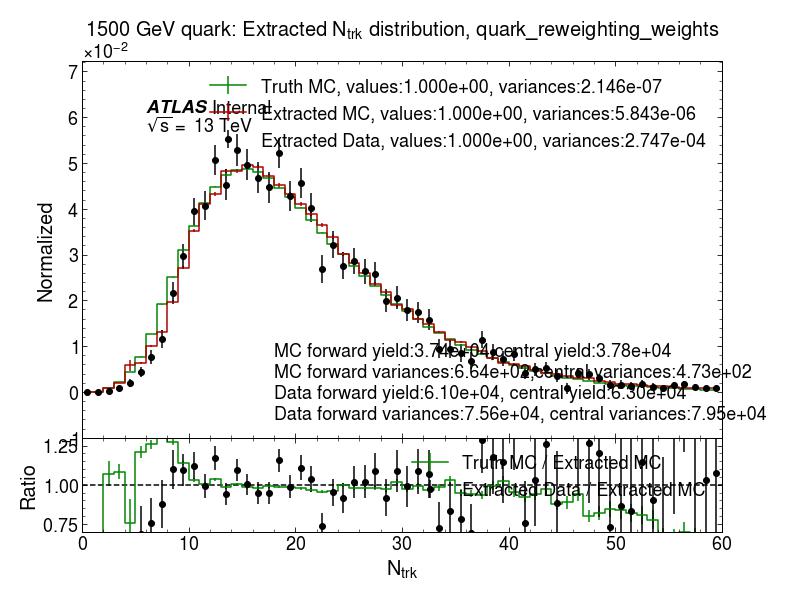 1500 GeV quark: Extracted N_trk distribution, quark_reweighting_weights
×10⁻²
7
6
5
4
3
2
1
0
Normalized
Truth MC, values:1.000e+00, variances:2.146e-07
ATLAS Internal
Extracted MC, values:1.000e+00, variances:5.843e-06
√s = 13 TeV
Extracted Data, values:1.000e+00, variances:2.747e-04
MC forward yield:3.74e+04, central yield:3.78e+04
MC forward variances:6.64e+02, central variances:4.73e+02
Data forward yield:6.10e+04, central yield:6.30e+04
Data forward variances:7.56e+04, central variances:7.95e+04
1.25
1.00
0.75
Ratio
Truth MC / Extracted MC
Extracted Data / Extracted MC
0 10 20 30 40 50 60
N_trk